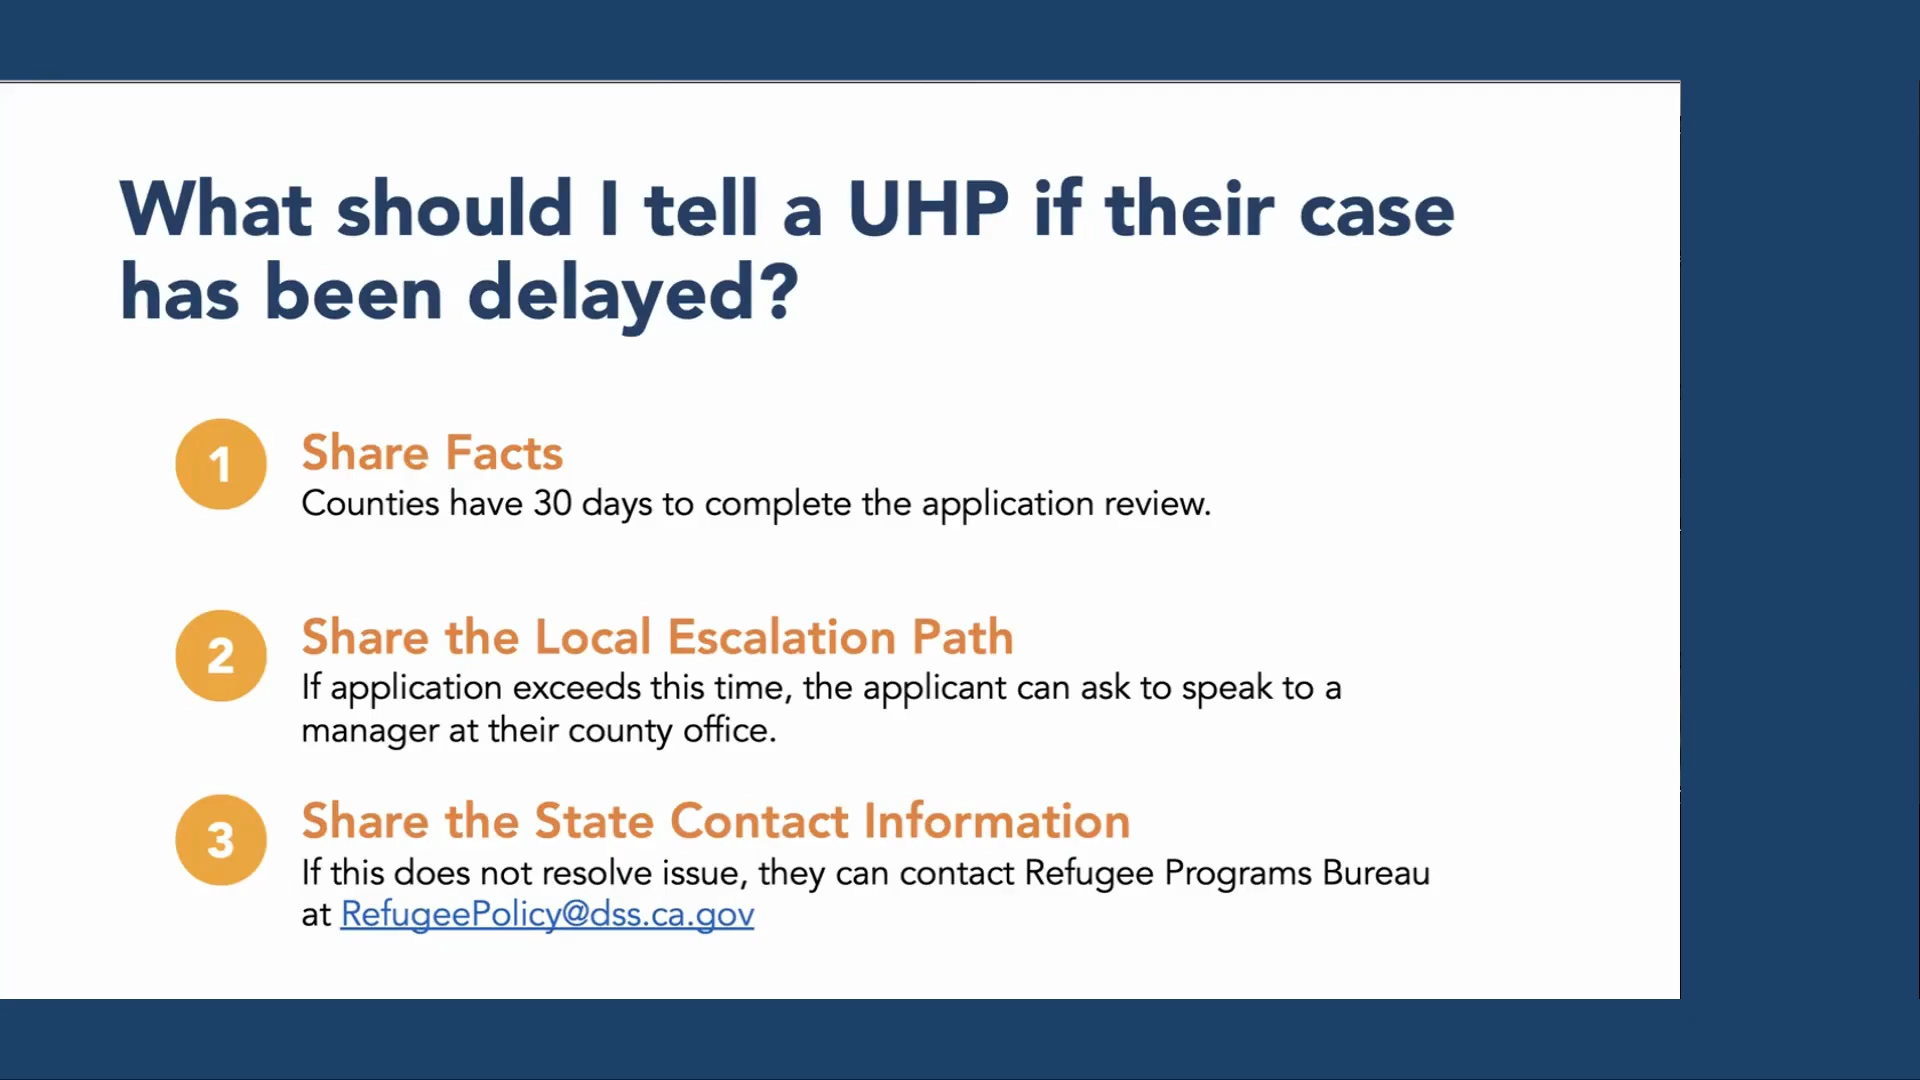 What should I tell a UHP if their case
has been delayed?
1
Share Facts
Counties have 30 days to complete the application review.
2
Share the Local Escalation Path
If application exceeds this time, the applicant can ask to speak to a
manager at their county office.
3
Share the State Contact Information
If this does not resolve issue, they can contact Refugee Programs Bureau
at RefugeePolicy@dss.ca.gov